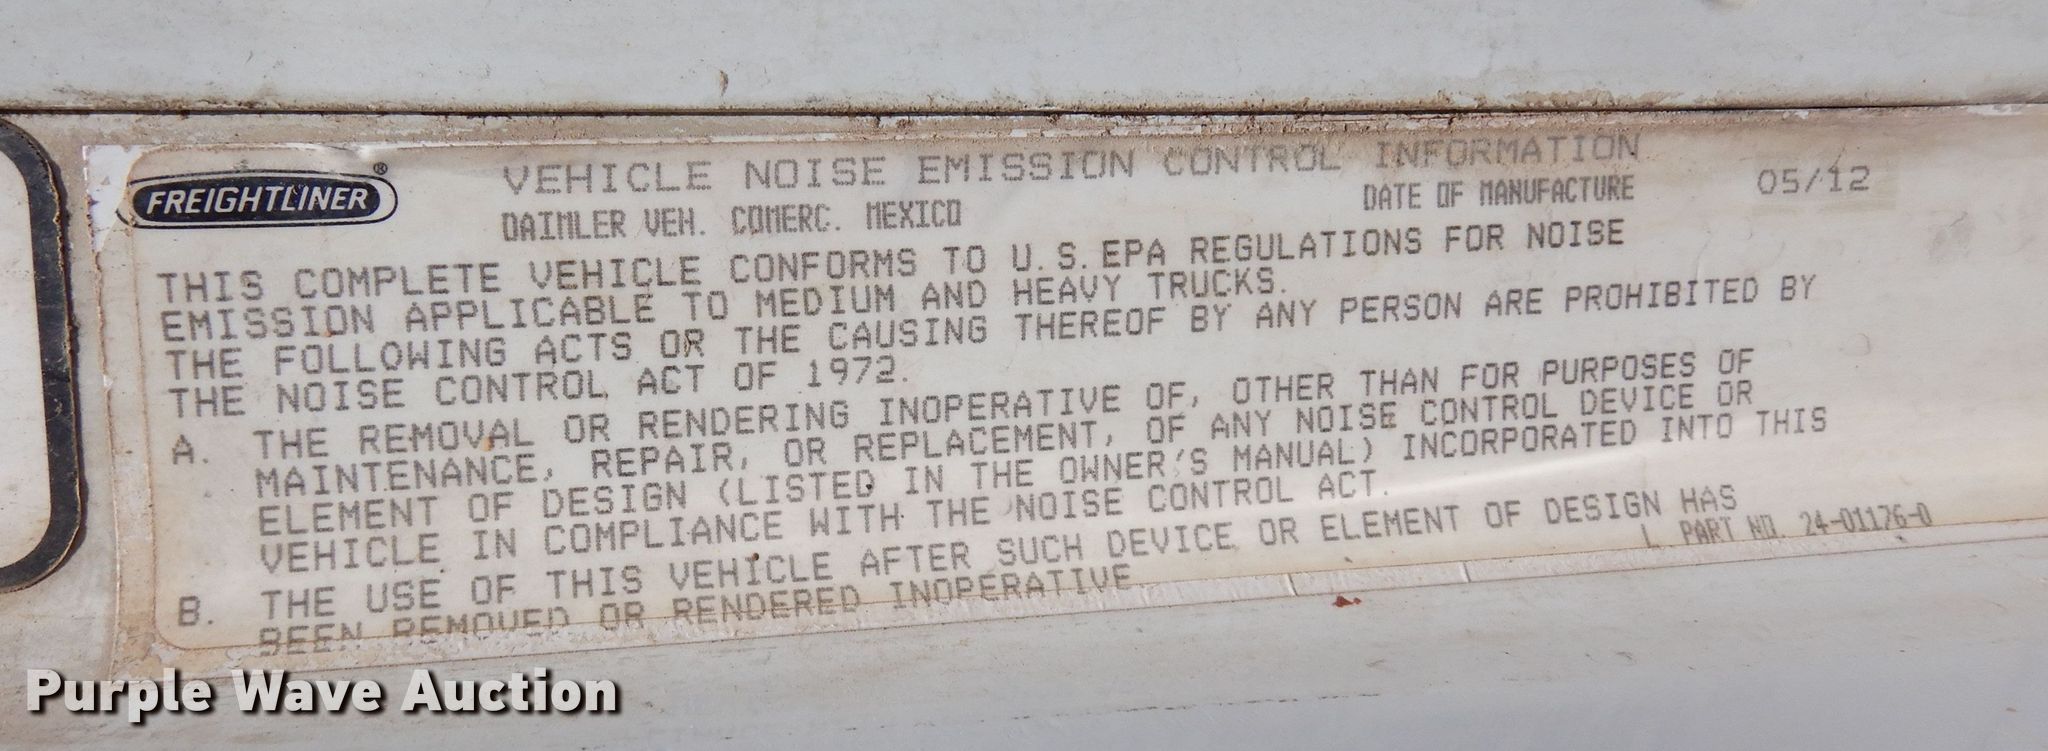 FREIGHTLINER®
VEHICLE NOISE EMISSION CONTROL INFORMATION
DAIMLER VEH. COMERC. MEXICO
DATE OF MANUFACTURE 05/12
THIS COMPLETE VEHICLE CONFORMS TO U.S.EPA REGULATIONS FOR NOISE
EMISSION APPLICABLE TO MEDIUM AND HEAVY TRUCKS.
THE FOLLOWING ACTS OR THE CAUSING THEREOF BY ANY PERSON ARE PROHIBITED BY
THE NOISE CONTROL ACT OF 1972.
A. THE REMOVAL OR RENDERING INOPERATIVE OF, OTHER THAN FOR PURPOSES OF
MAINTENANCE, REPAIR, OR REPLACEMENT, OF ANY NOISE CONTROL DEVICE OR
ELEMENT OF DESIGN (LISTED IN THE OWNER'S MANUAL) INCORPORATED INTO THIS
VEHICLE IN COMPLIANCE WITH THE NOISE CONTROL ACT.
B. THE USE OF THIS VEHICLE AFTER SUCH DEVICE OR ELEMENT OF DESIGN HAS
BEEN REMOVED OR RENDERED INOPERATIVE
L PART NO. 24-01176-0
Purple Wave Auction